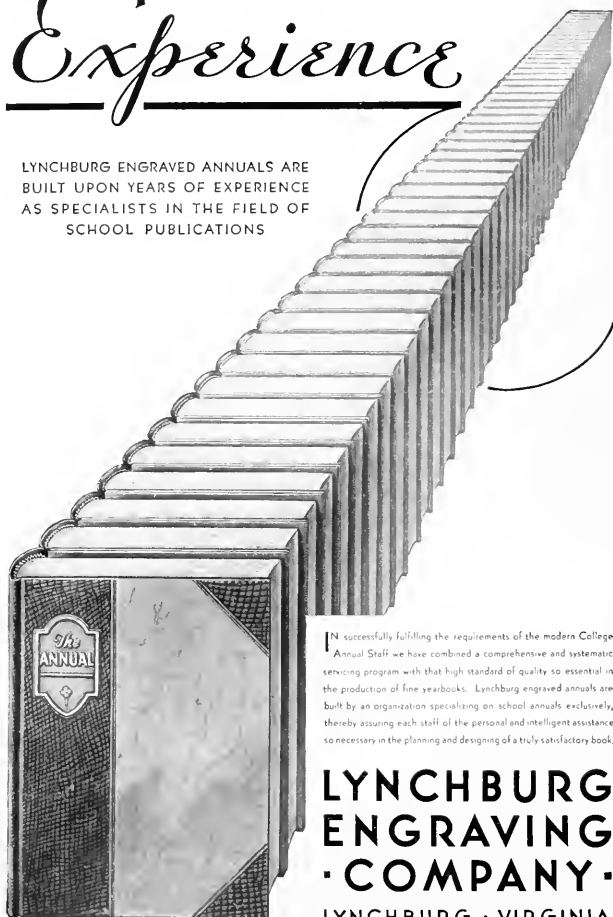 Experience
LYNCHBURG ENGRAVED ANNUALS ARE
BUILT UPON YEARS OF EXPERIENCE
AS SPECIALISTS IN THE FIELD OF
SCHOOL PUBLICATIONS
The
ANNUAL
IN successfully fulfilling the requirements of the modern College
Annual Staff we have combined a comprehensive and systematic
servicing program with that high standard of quality so essential in
the production of fine yearbooks. Lynchburg engraved annuals are
built by an organization specializing on school annuals exclusively,
thereby assuring each staff of the personal and intelligent assistance
so necessary in the planning and designing of a truly satisfactory book.
LYNCHBURG
ENGRAVING
·COMPANY·
LYNCHBURG · VIRGINIA